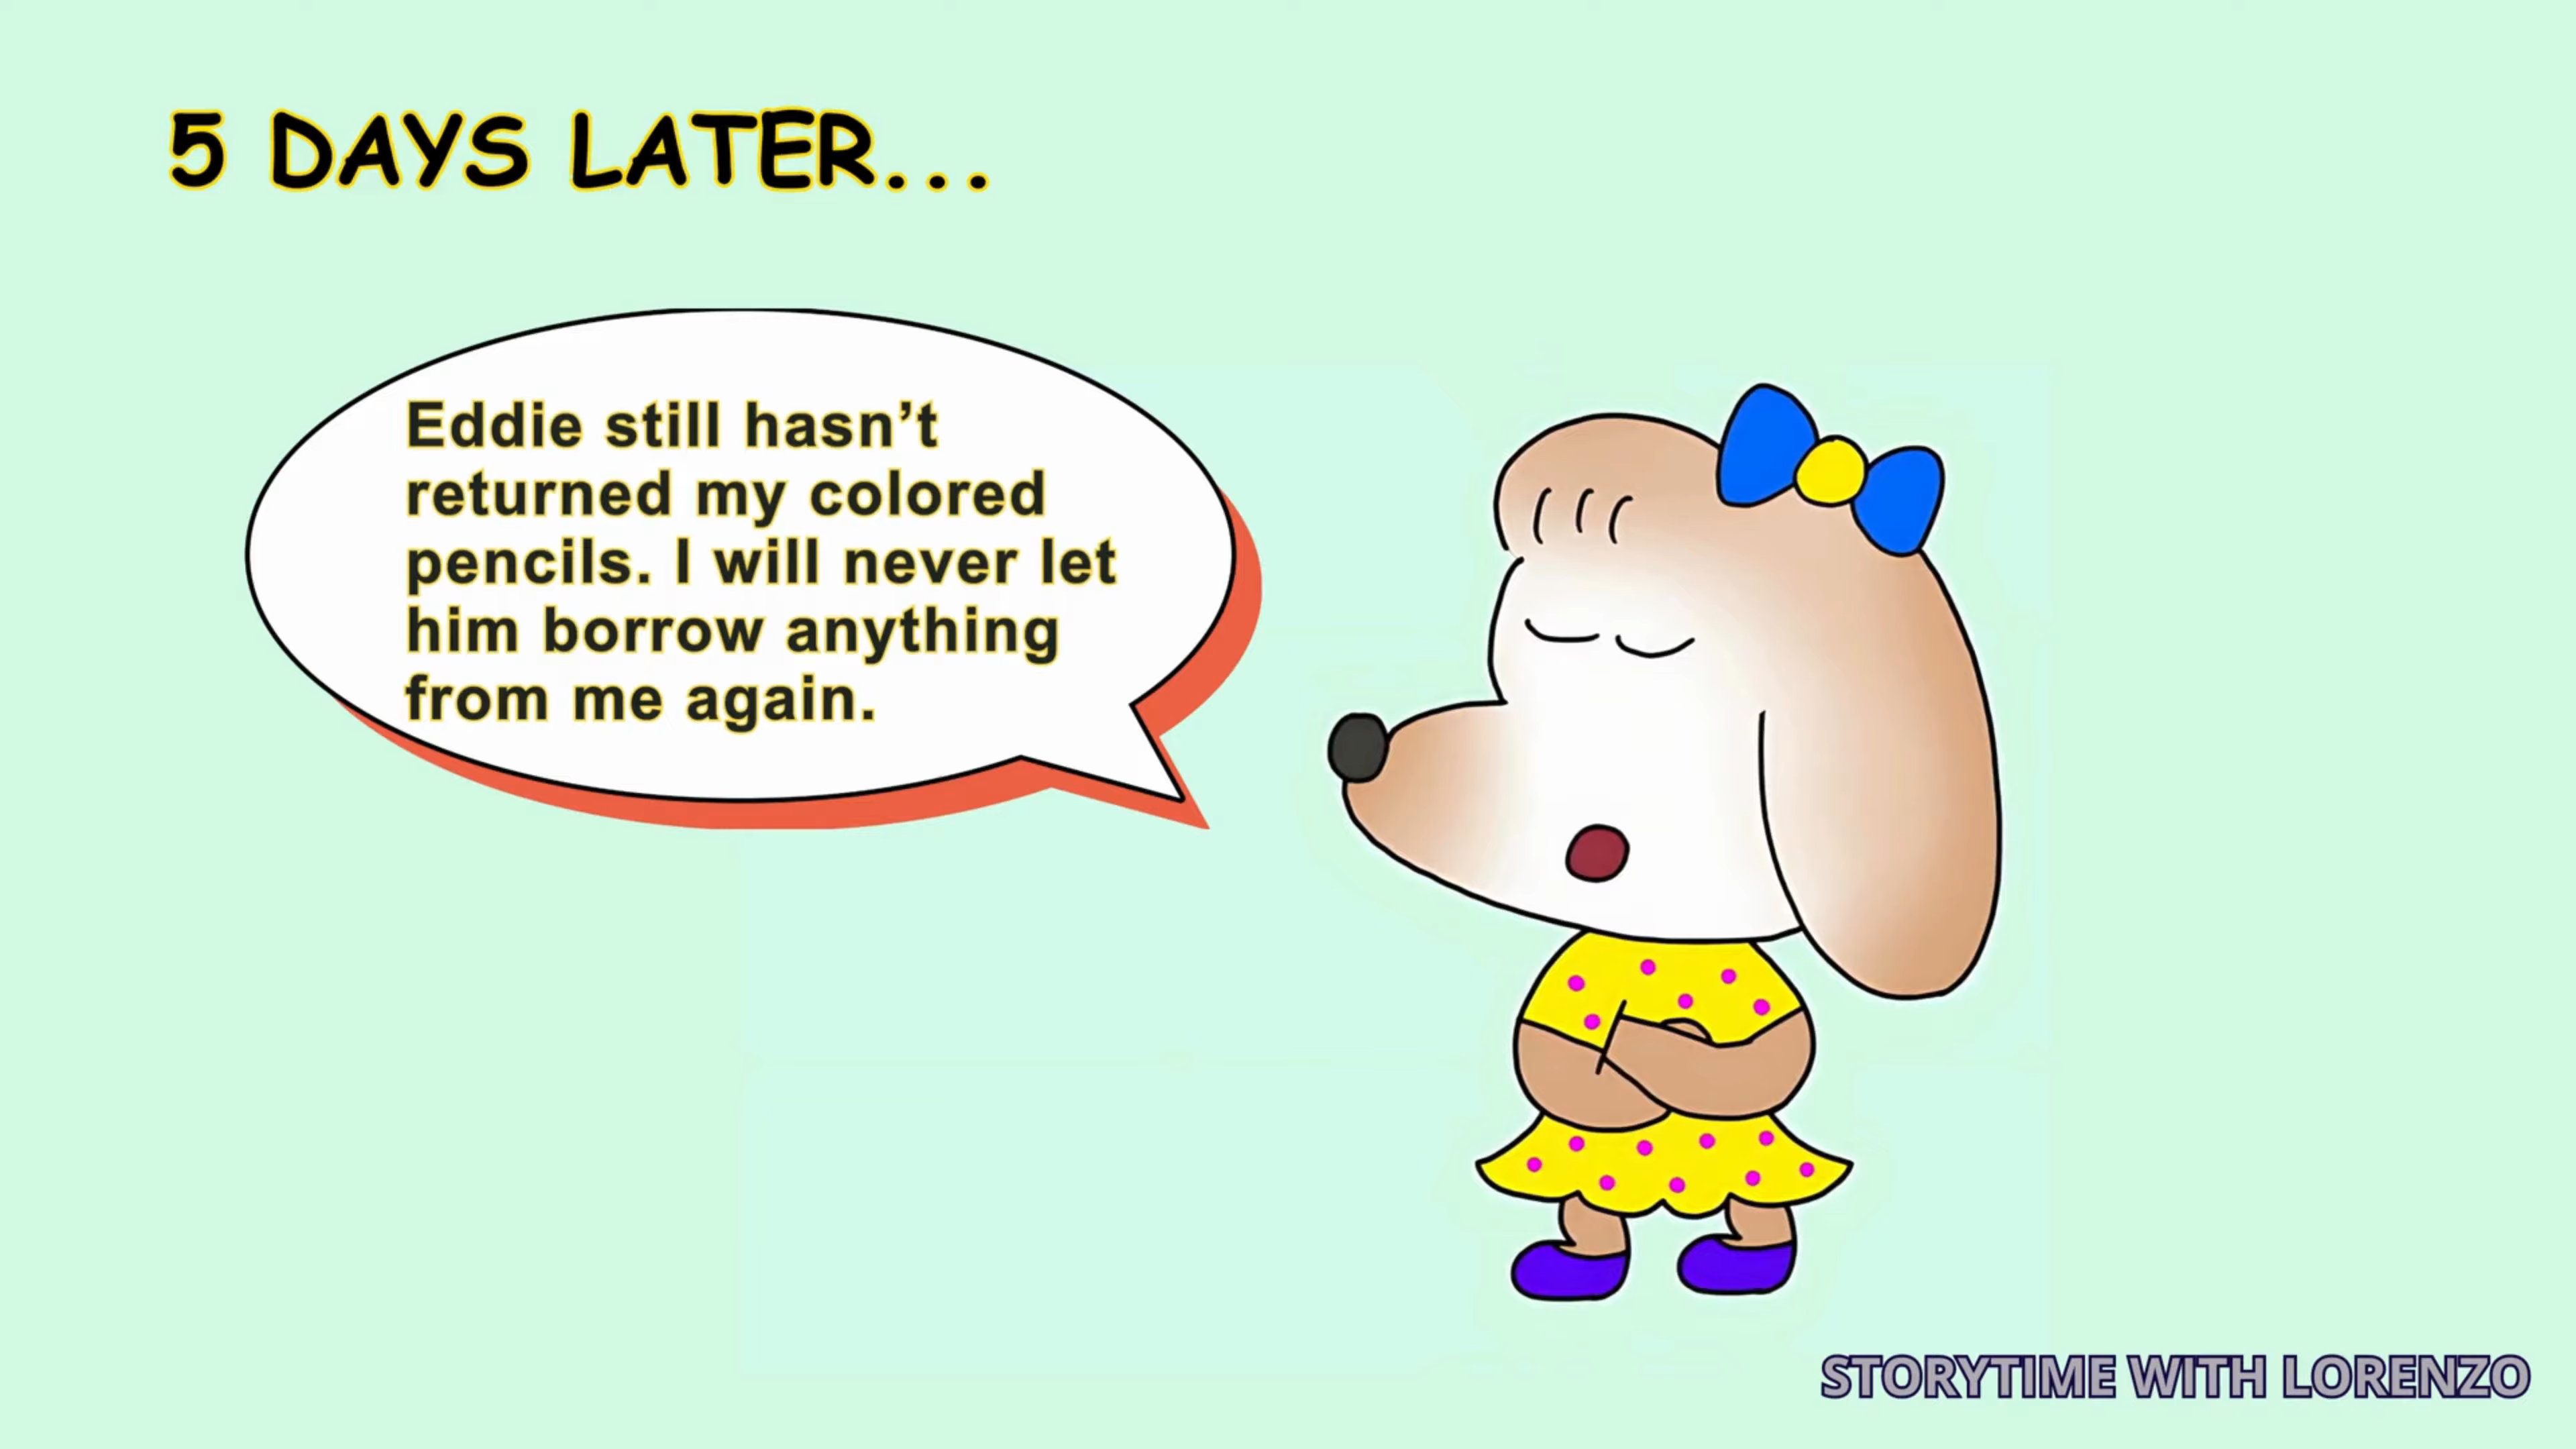 5 DAYS LATER...
Eddie still hasn’t
returned my colored
pencils. I will never let
him borrow anything
from me again.
STORYTIME WITH LORENZO